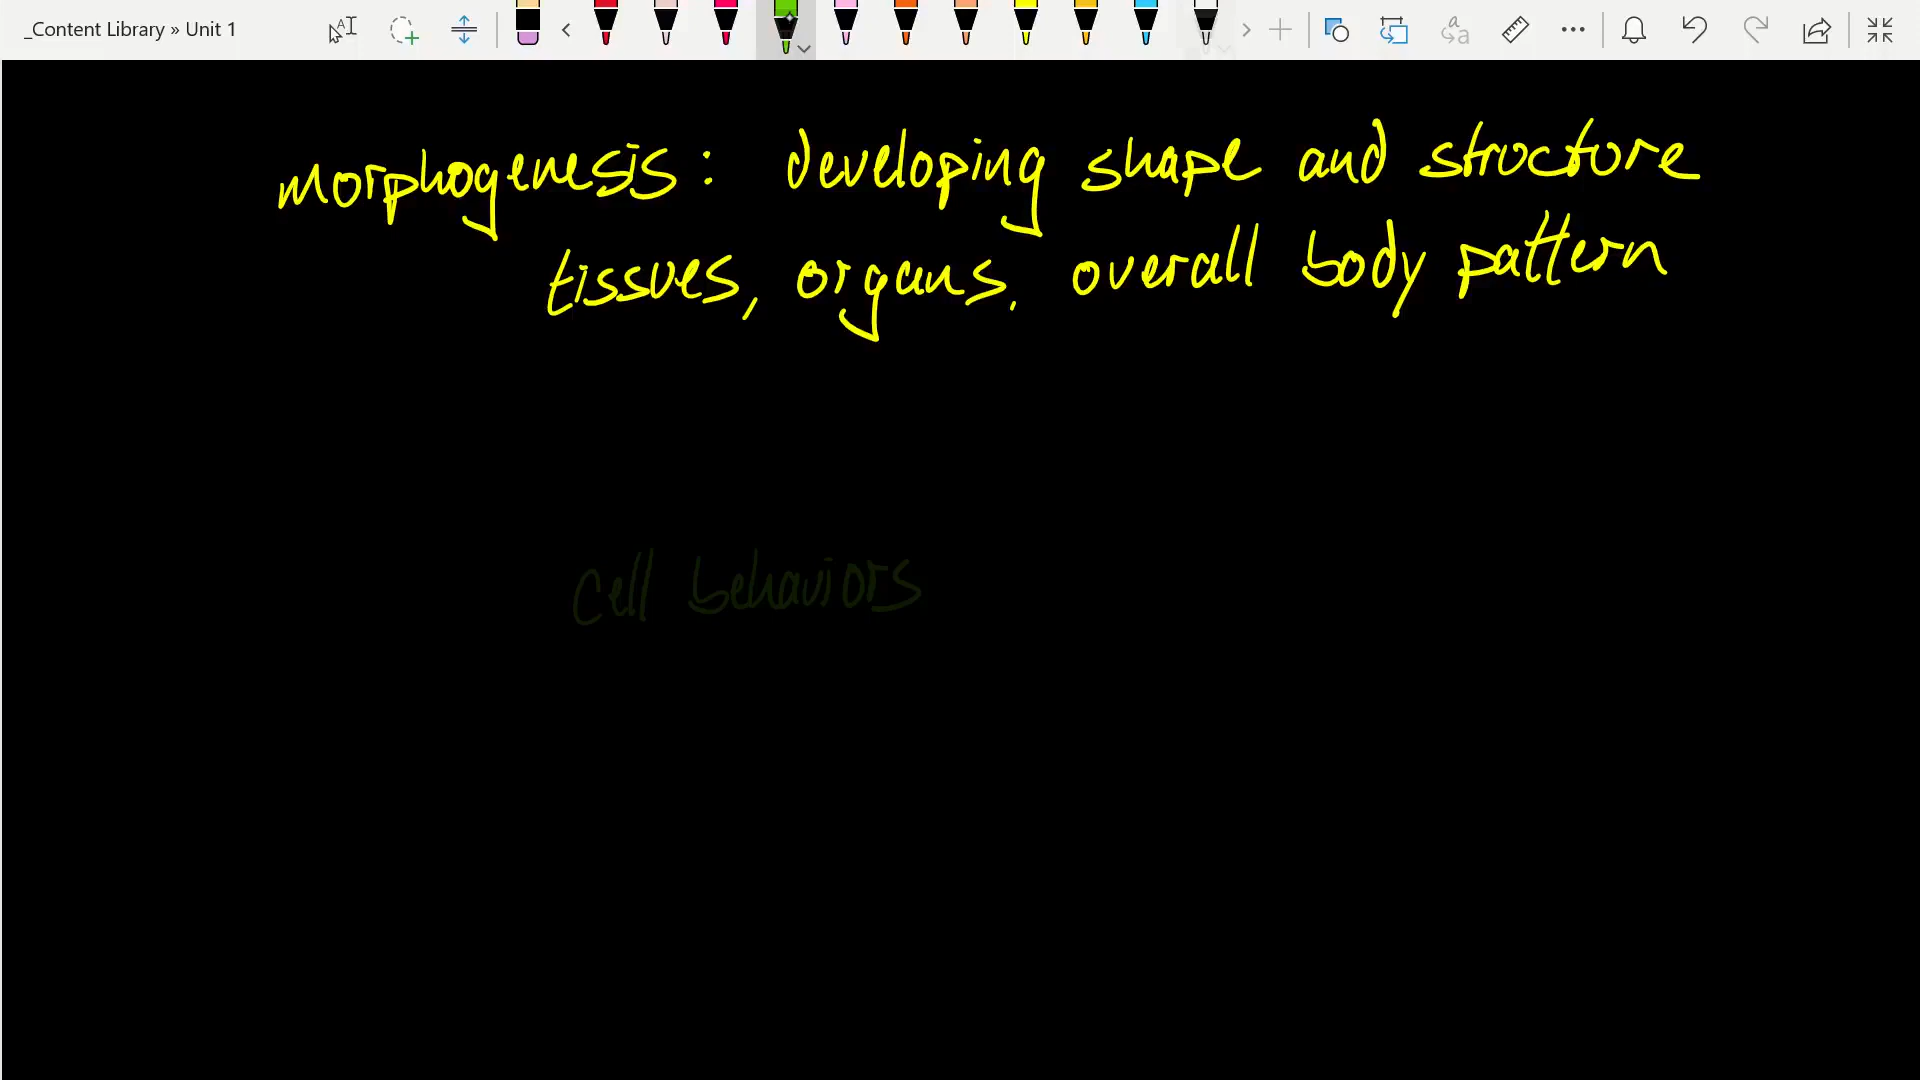 _Content Library » Unit 1
morphogenesis: developing shape and structure
tissues, organs, overall body pattern
cell behaviors